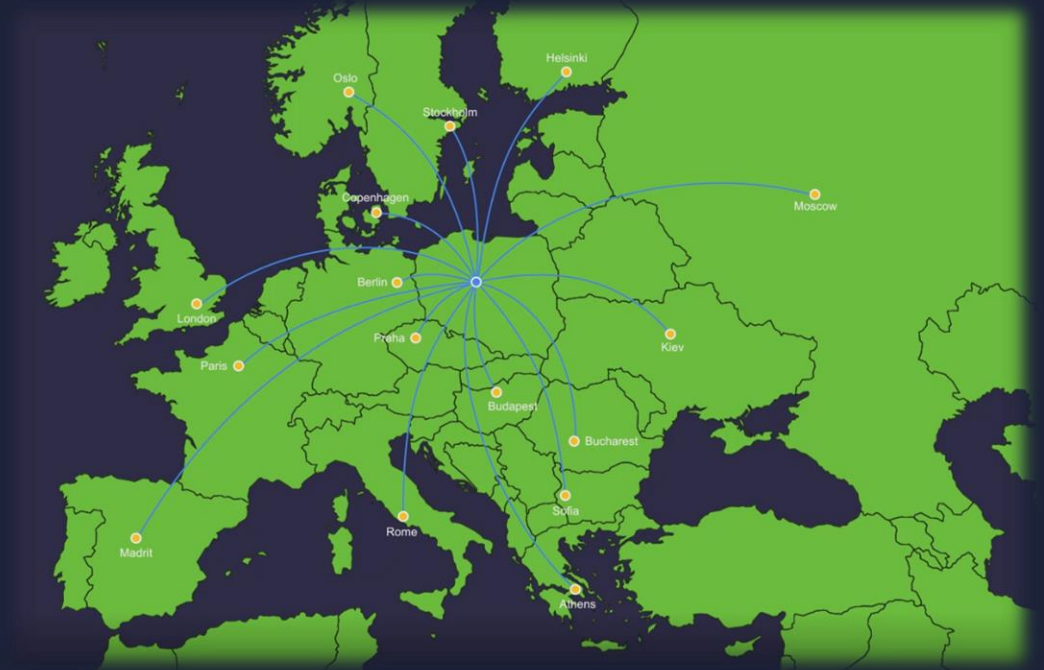 Helsinki
Oslo
Stockholm
Copenhagen
Moscow
Berlin
London
Praha
Kiev
Paris
Budapest
Bucharest
Sofia
Rome
Madrit
Athens